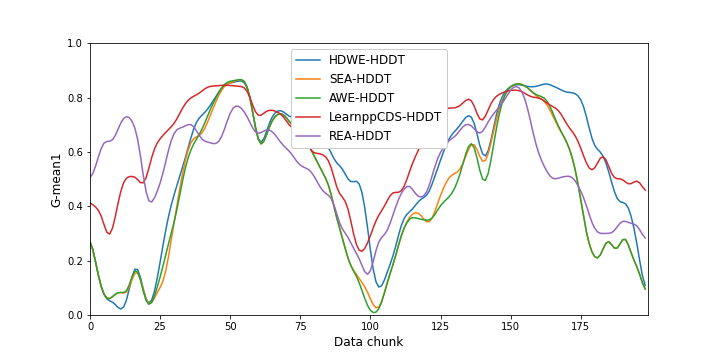 1.0
0.8
0.6
0.4
0.2
0.0
G-mean1
HDWE-HDDT
SEA-HDDT
AWE-HDDT
LearnppCDS-HDDT
REA-HDDT
0 25 50 75 100 125 150 175
Data chunk